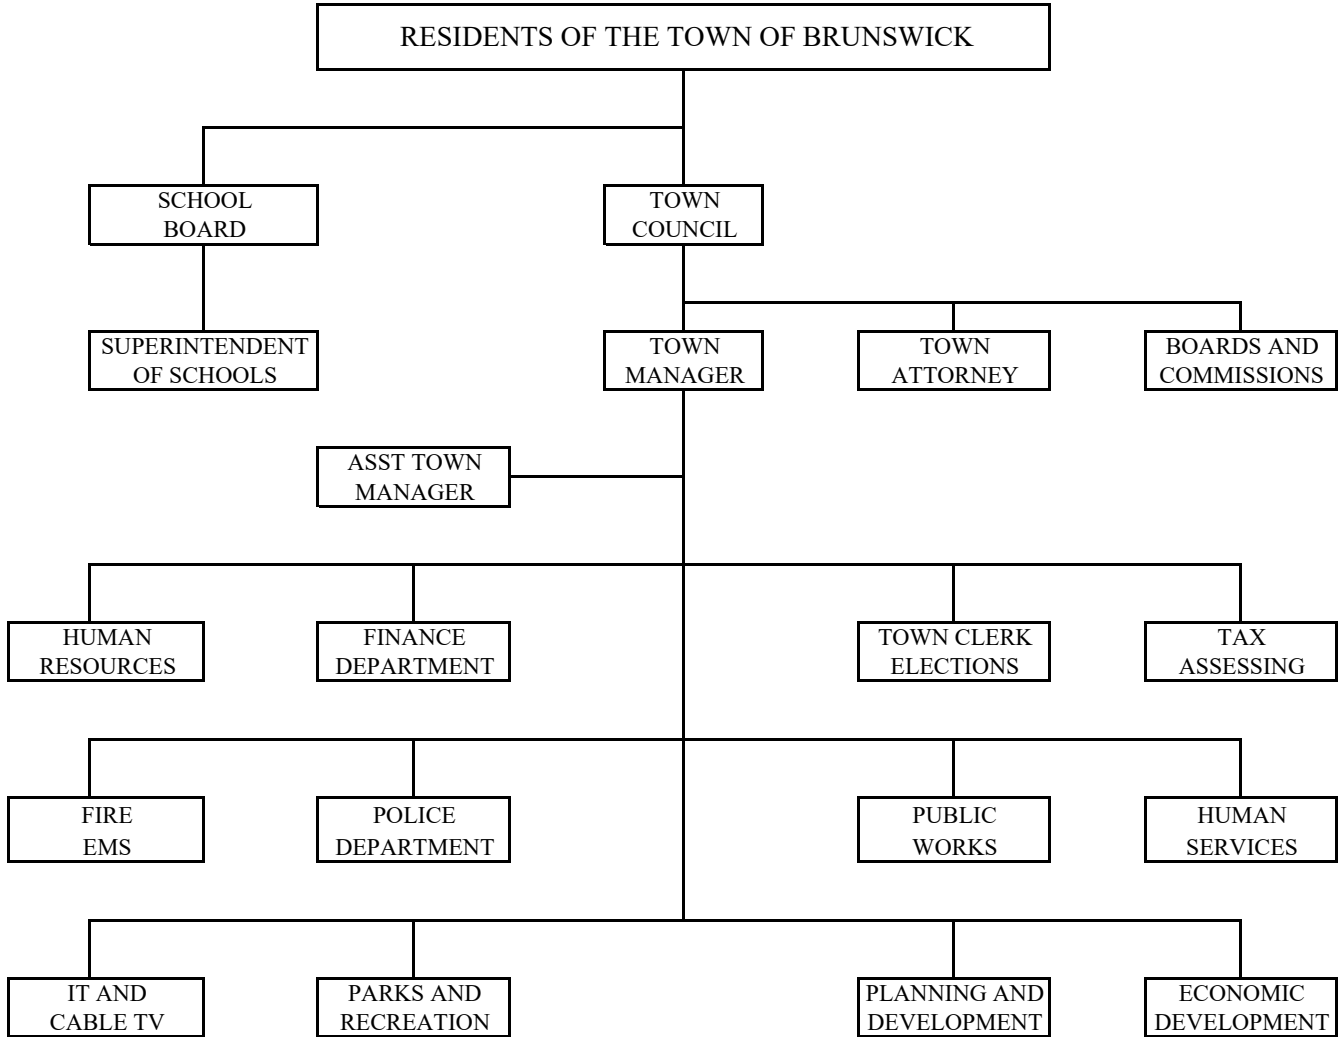 RESIDENTS OF THE TOWN OF BRUNSWICK
SCHOOL
BOARD
TOWN
COUNCIL
SUPERINTENDENT
OF SCHOOLS
TOWN
MANAGER
TOWN
ATTORNEY
BOARDS AND
COMMISSIONS
ASST TOWN
MANAGER
HUMAN
RESOURCES
FINANCE
DEPARTMENT
TOWN CLERK
ELECTIONS
TAX
ASSESSING
FIRE
EMS
POLICE
DEPARTMENT
PUBLIC
WORKS
HUMAN
SERVICES
IT AND
CABLE TV
PARKS AND
RECREATION
PLANNING AND
DEVELOPMENT
ECONOMIC
DEVELOPMENT